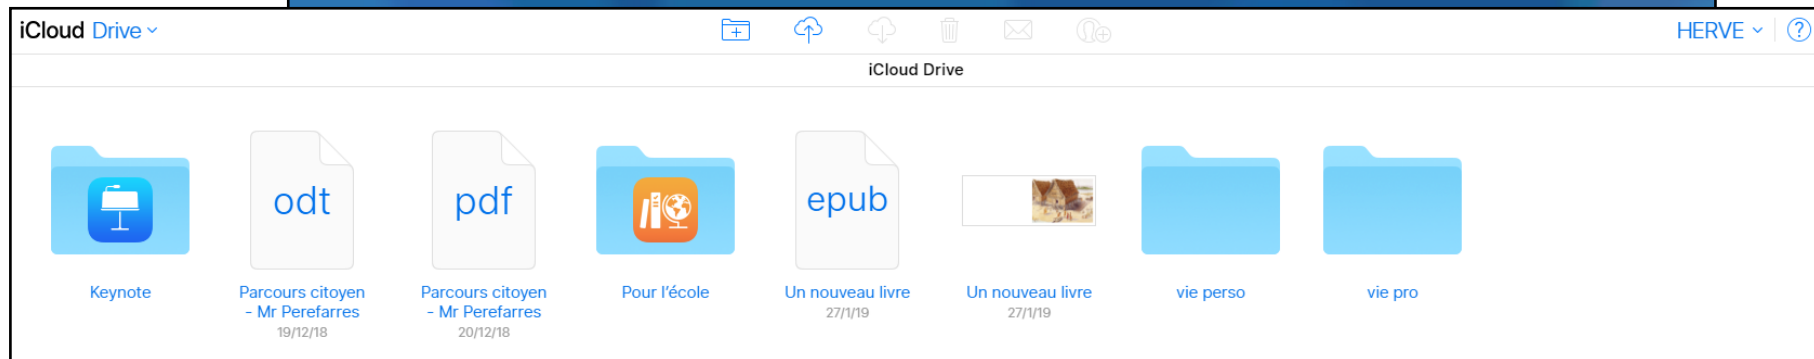 iCloud Drive
HERVE
?
iCloud Drive
odt
pdf
epub
Keynote
Parcours citoyen
- Mr Perefarres
19/12/18
Parcours citoyen
- Mr Perefarres
20/12/18
Pour l'école
Un nouveau livre
27/1/19
Un nouveau livre
27/1/19
vie perso
vie pro